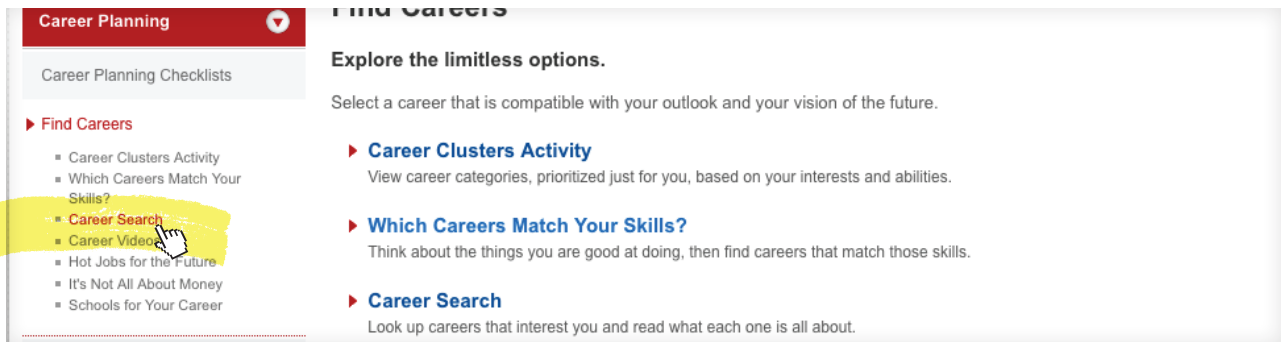 Career Planning
Career Planning Checklists
Find Careers
Career Clusters Activity
Which Careers Match Your
Skills?
Career Search
Career Videos
Hot Jobs for the Future
It's Not All About Money
Schools for Your Career
Find Careers
Explore the limitless options.
Select a career that is compatible with your outlook and your vision of the future.
Career Clusters Activity
View career categories, prioritized just for you, based on your interests and abilities.
Which Careers Match Your Skills?
Think about the things you are good at doing, then find careers that match those skills.
Career Search
Look up careers that interest you and read what each one is all about.